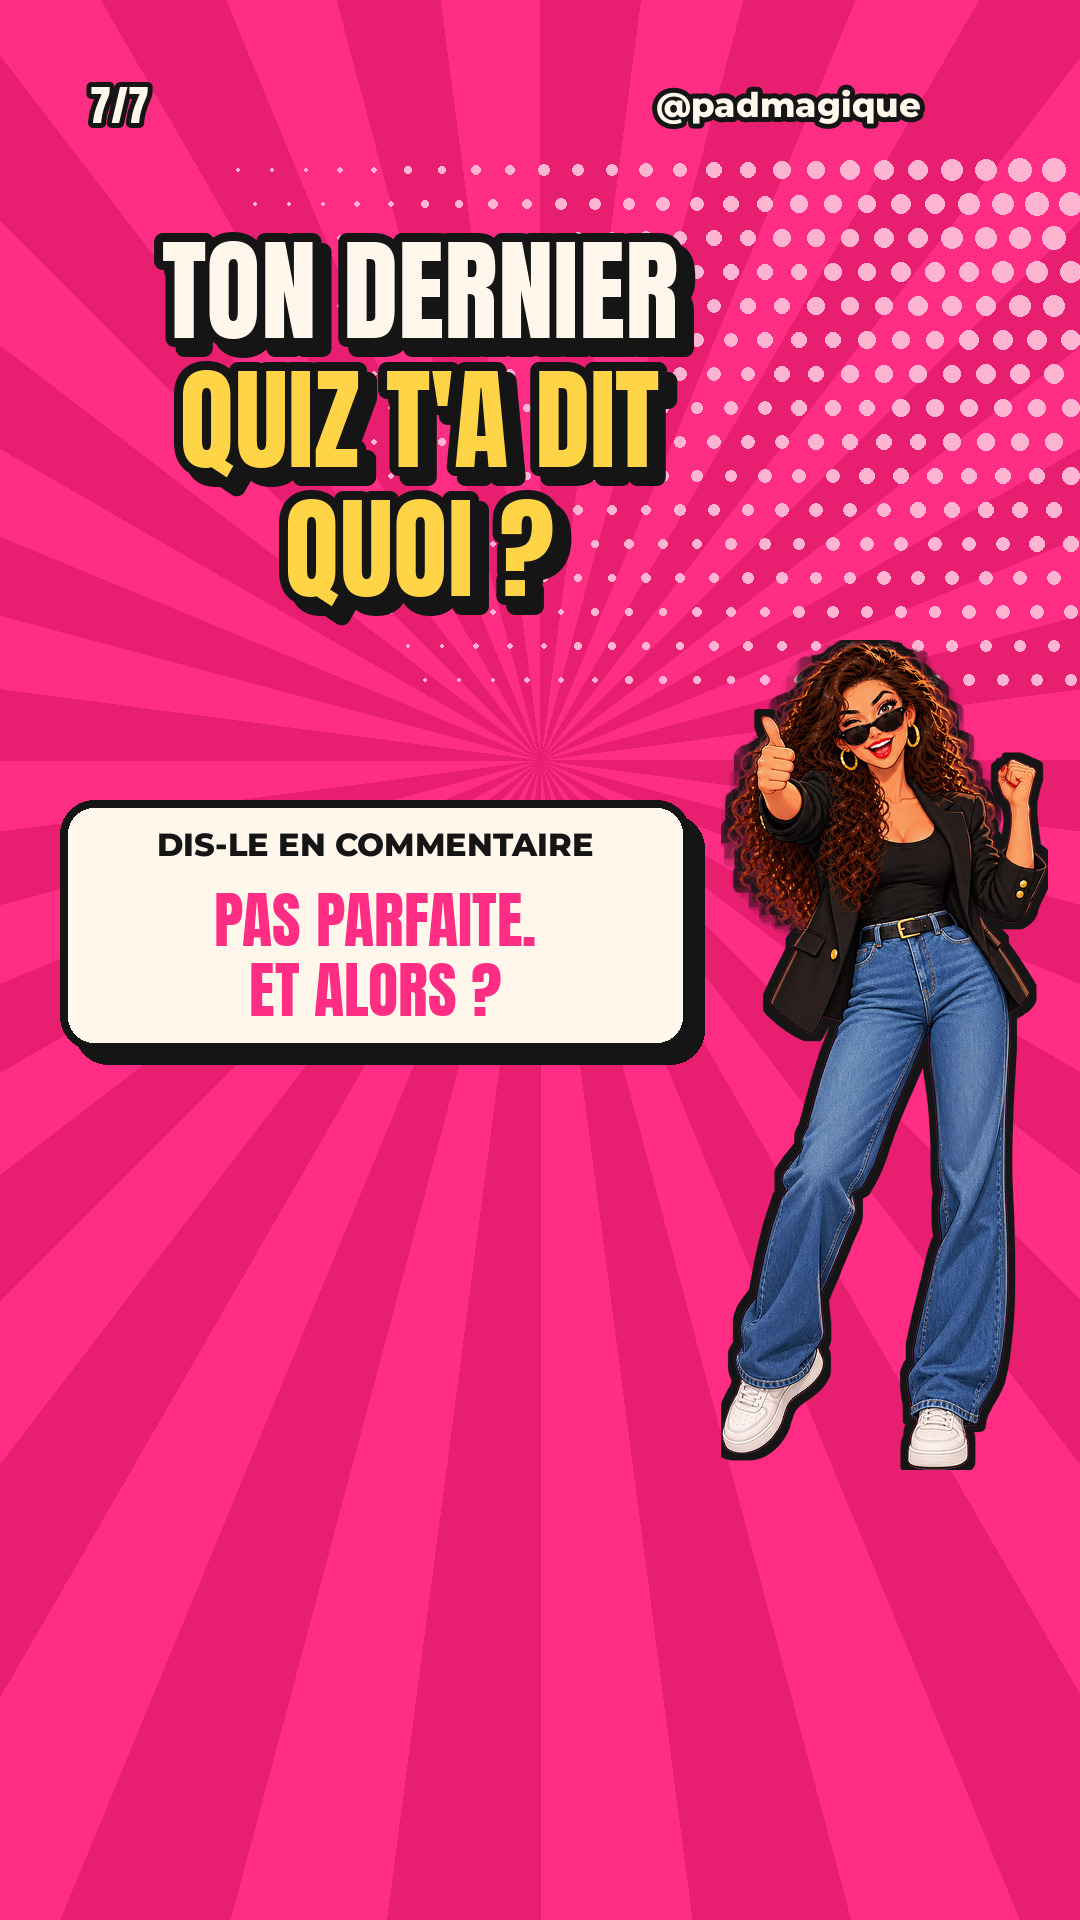 7/7
@padmagique
TON DERNIER
QUIZ T'A DIT
QUOI ?
DIS-LE EN COMMENTAIRE
PAS PARFAITE.
ET ALORS ?